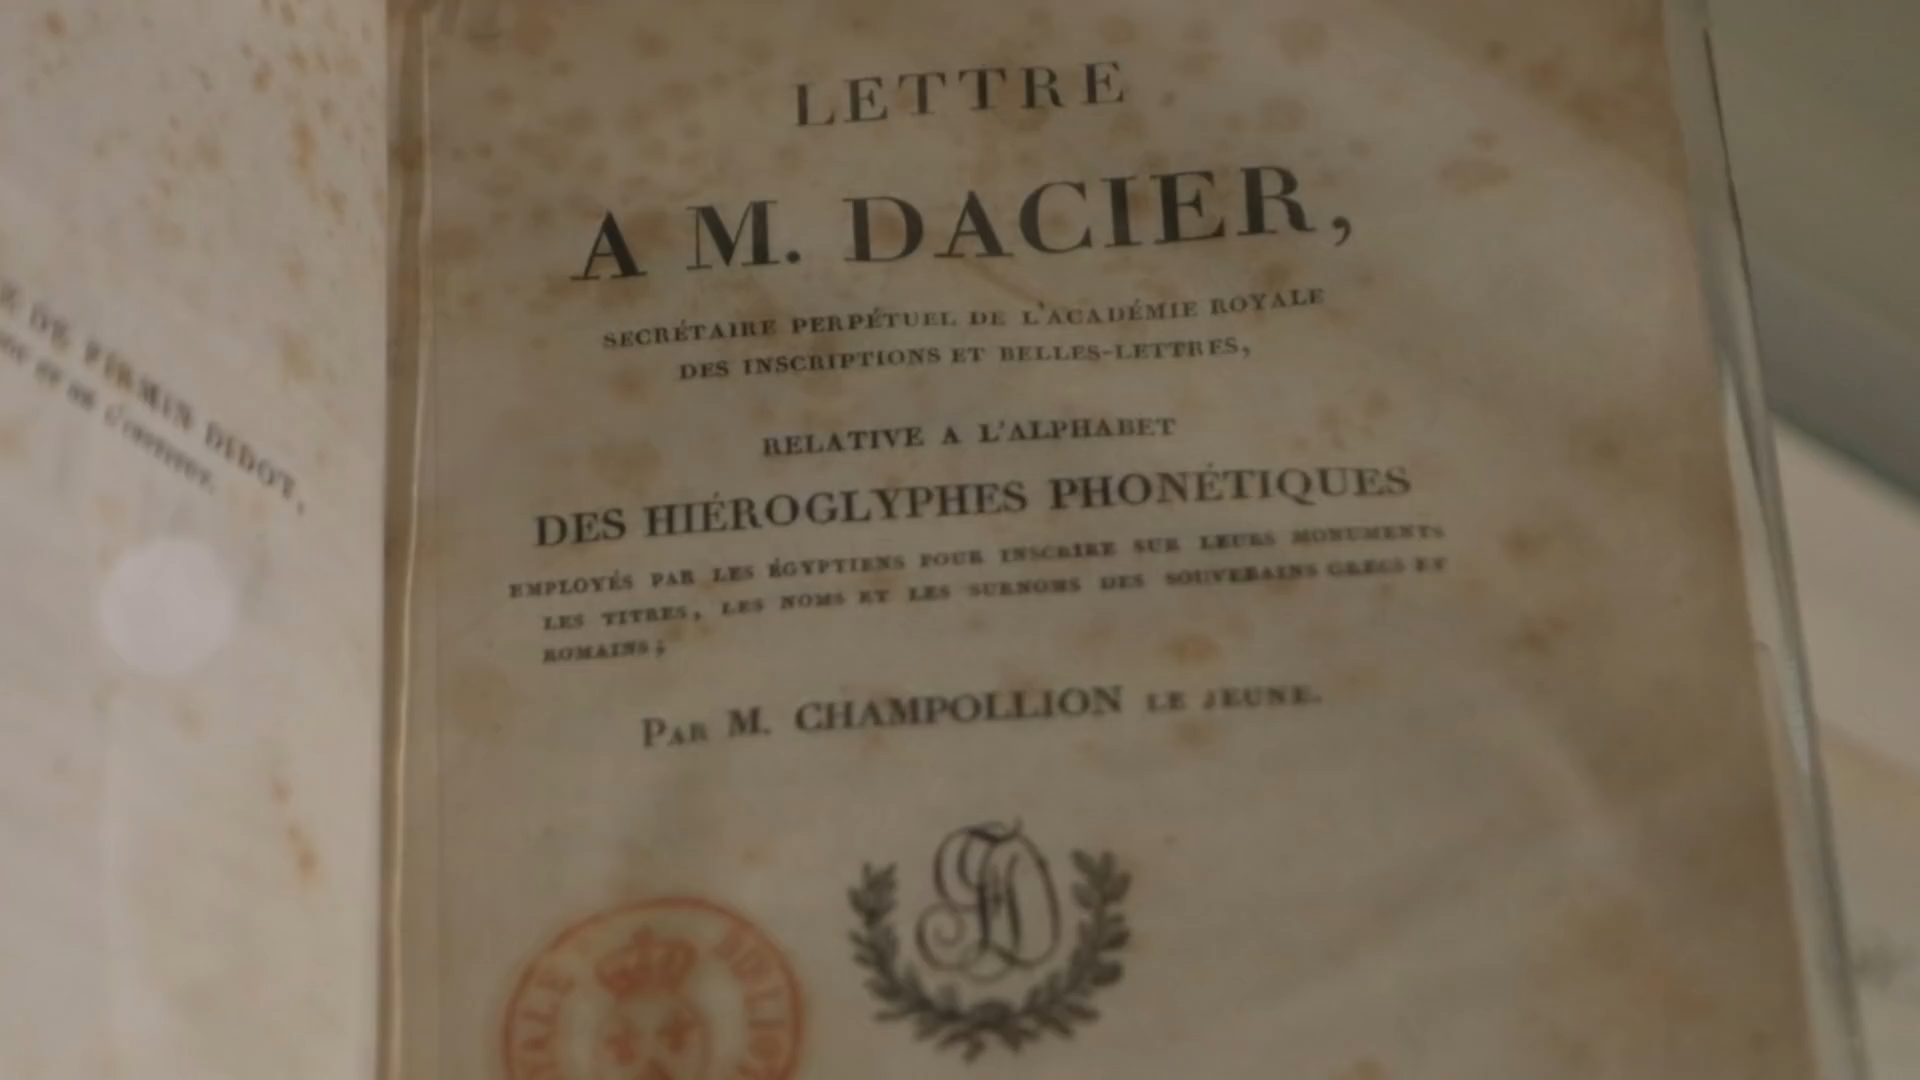 DE FIRMIN DIDOT,
LETTRE
A M. DACIER,
SECRÉTAIRE PERPÉTUEL DE L'ACADÉMIE ROYALE
DES INSCRIPTIONS ET BELLES-LETTRES,
RELATIVE A L'ALPHABET
DES HIÉROGLYPHES PHONÉTIQUES
EMPLOYÉS PAR LES ÉGYPTIENS POUR INSCRIRE SUR LEURS MONUMENTS
LES TITRES, LES NOMS ET LES SURNOMS DES SOUVERAINS GRECS ET
ROMAINS;
PAR M. CHAMPOLLION LE JEUNE.